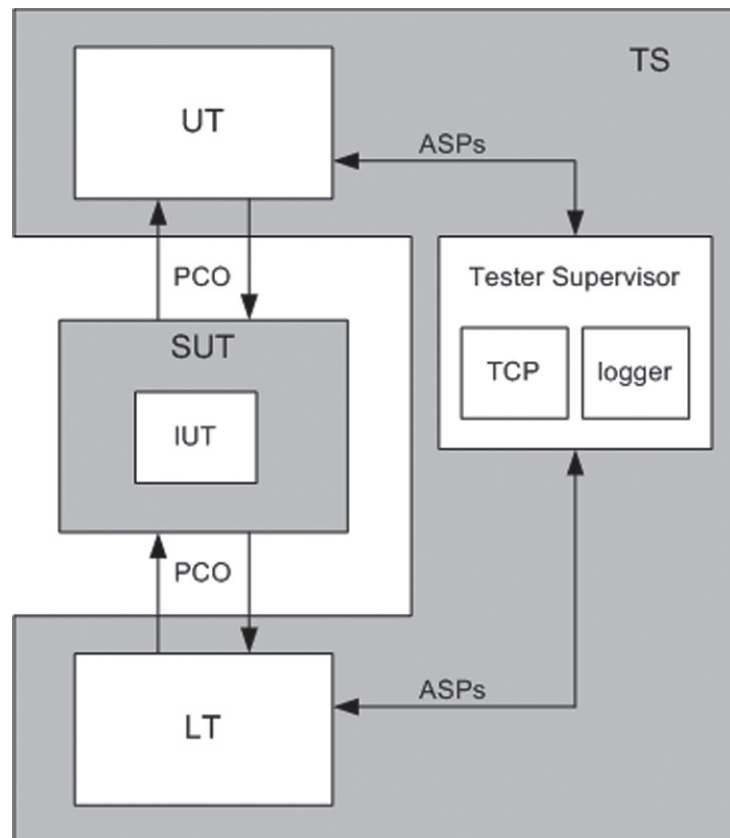 TS
UT
ASPs
PCO
Tester Supervisor
TCP
logger
SUT
IUT
PCO
ASPs
LT